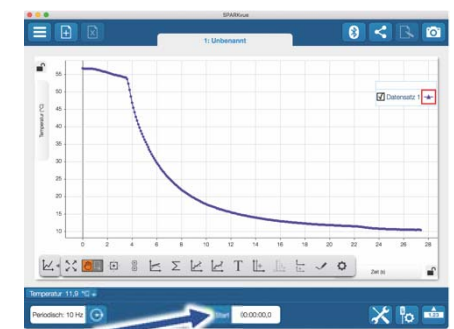 SPARKvue
1: Unbenannt
55
50
45
40
35
30
25
20
15
10
Temperatur (°C)
Datensatz 1
0 2 4 6 8 10 12 14 16 18 20 22 24 26 28
Zeit (s)
Temperatur 11,9 °C
Periodisch: 10 Hz
Start
00:00:00,0